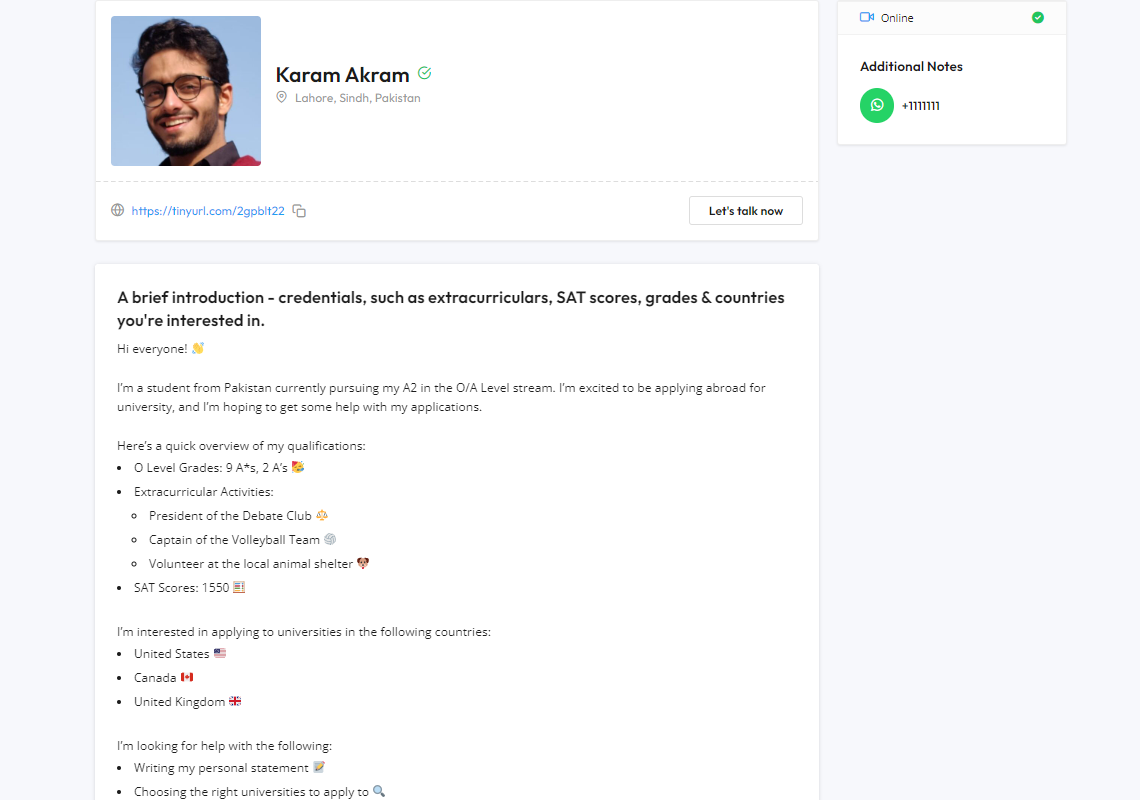 Karam Akram
Lahore, Sindh, Pakistan
https://tinyurl.com/2gpblt22
Let's talk now
Online
Additional Notes
+1111111
A brief introduction - credentials, such as extracurriculars, SAT scores, grades & countries
you're interested in.
Hi everyone! 👋
I’m a student from Pakistan currently pursuing my A2 in the O/A Level stream. I’m excited to be applying abroad for
university, and I’m hoping to get some help with my applications.
Here’s a quick overview of my qualifications:
• O Level Grades: 9 A*s, 2 A’s 🥳
• Extracurricular Activities:
◦ President of the Debate Club ⚖️
◦ Captain of the Volleyball Team 🏐
◦ Volunteer at the local animal shelter 🐶
• SAT Scores: 1550 🧮
I’m interested in applying to universities in the following countries:
• United States 🇺🇸
• Canada 🇨🇦
• United Kingdom 🇬🇧
I’m looking for help with the following:
• Writing my personal statement 📝
• Choosing the right universities to apply to 🔍